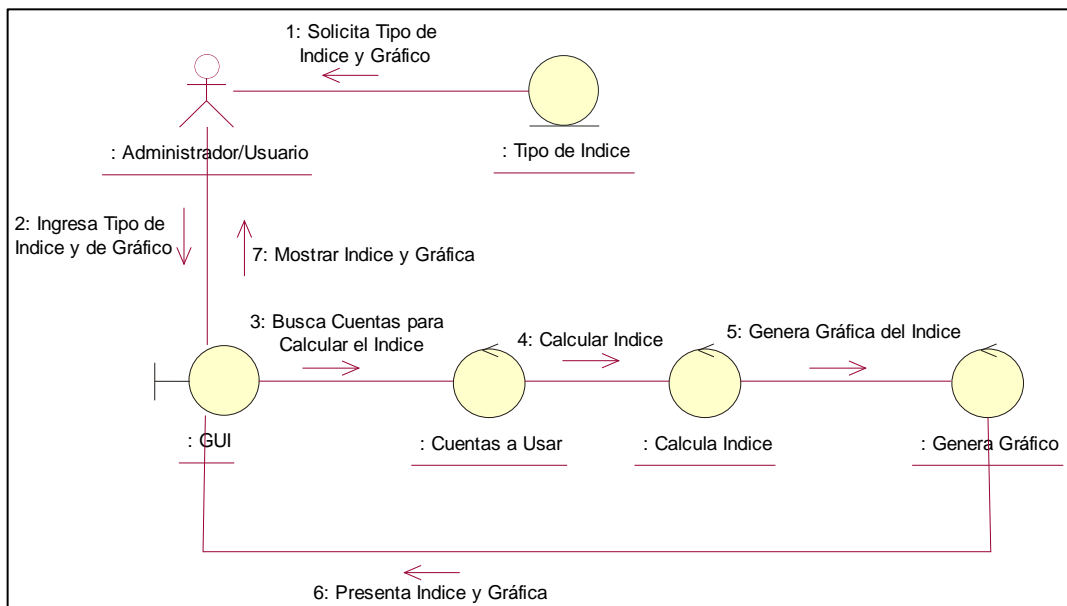 1: Solicita Tipo de
Indice y Gráfico
: Administrador/Usuario
: Tipo de Indice
2: Ingresa Tipo de
Indice y de Gráfico
7: Mostrar Indice y Gráfica
3: Busca Cuentas para
Calcular el Indice
4: Calcular Indice
5: Genera Gráfica del Indice
: GUI
: Cuentas a Usar
: Calcula Indice
: Genera Gráfico
6: Presenta Indice y Gráfica